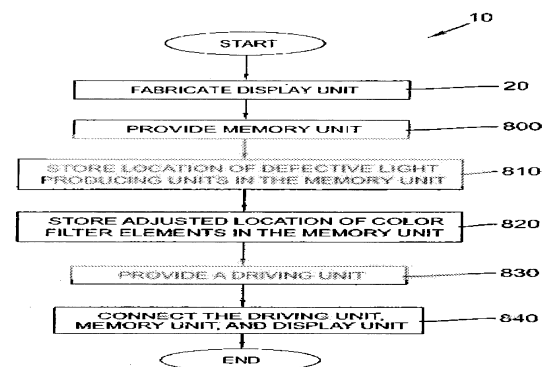 10
START
FABRICATE DISPLAY UNIT
20
PROVIDE MEMORY UNIT
800
STORE LOCATION OF DEFECTIVE LIGHT
PRODUCING UNITS IN THE MEMORY UNIT
810
STORE ADJUSTED LOCATION OF COLOR
FILTER ELEMENTS IN THE MEMORY UNIT
820
PROVIDE A DRIVING UNIT
830
CONNECT THE DRIVING UNIT,
MEMORY UNIT, AND DISPLAY UNIT
840
END